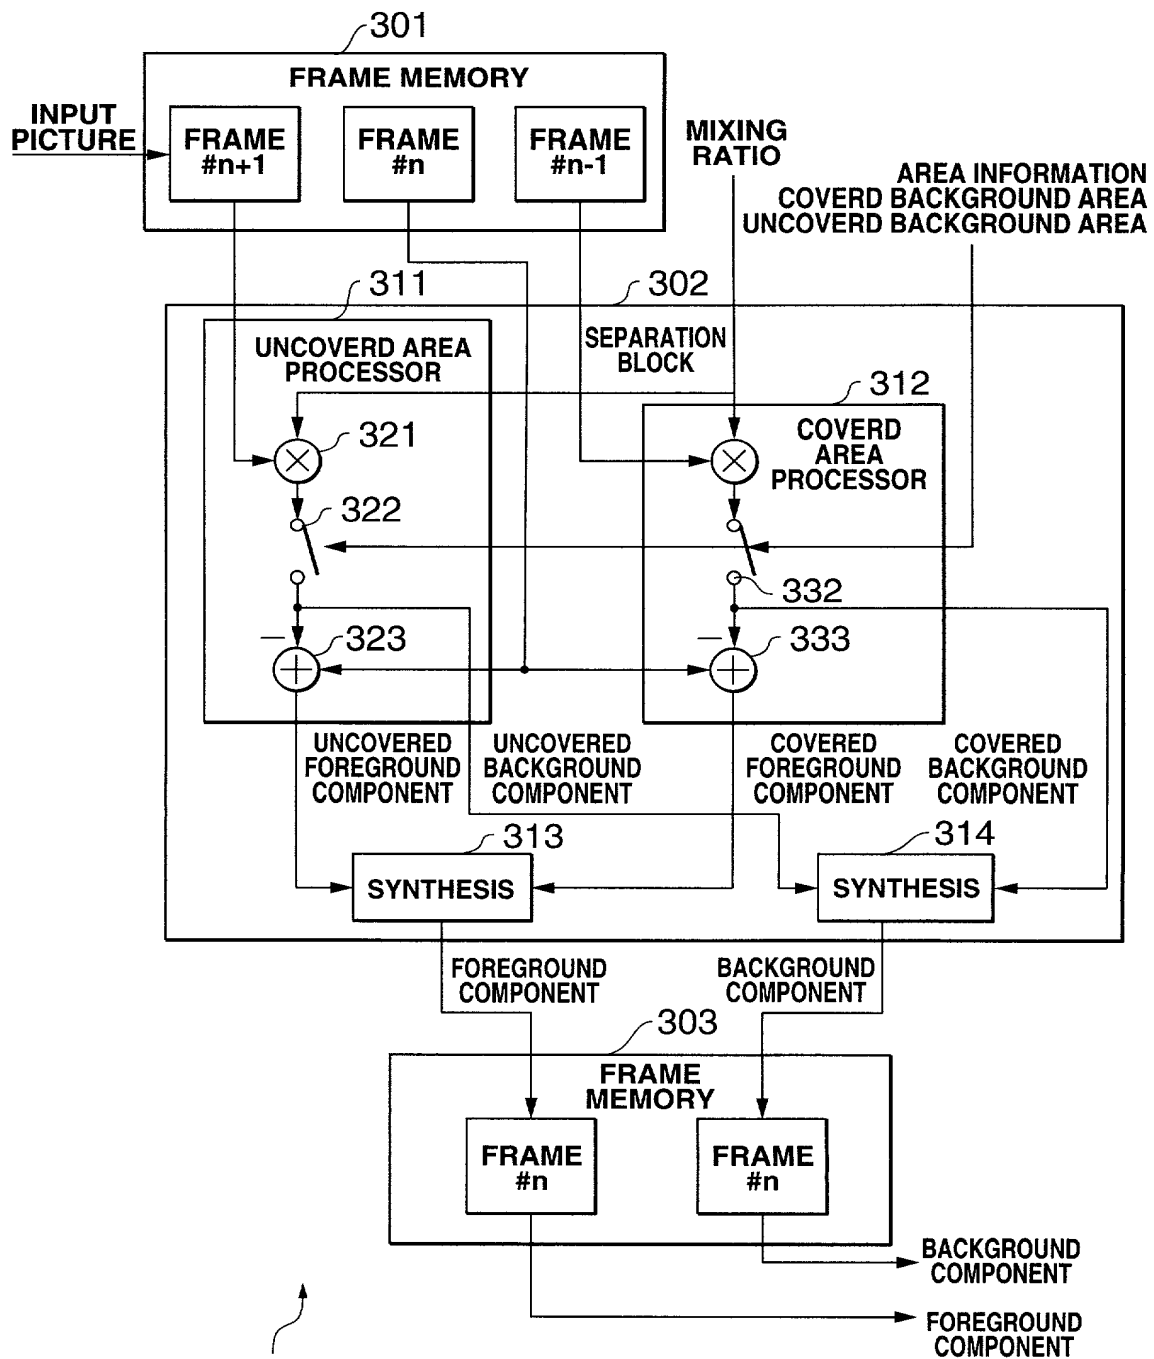 301
FRAME MEMORY
INPUT
PICTURE
FRAME
#n+1
FRAME
#n
FRAME
#n-1
MIXING
RATIO
AREA INFORMATION
COVERD BACKGROUND AREA
UNCOVERD BACKGROUND AREA
311
302
UNCOVERD AREA
PROCESSOR
SEPARATION
BLOCK
312
321
COVERD
AREA
PROCESSOR
322
332
−
323
−
333
UNCOVERED
FOREGROUND
COMPONENT
UNCOVERED
BACKGROUND
COMPONENT
COVERED
FOREGROUND
COMPONENT
COVERED
BACKGROUND
COMPONENT
313
SYNTHESIS
314
SYNTHESIS
FOREGROUND
COMPONENT
BACKGROUND
COMPONENT
303
FRAME
MEMORY
FRAME
#n
FRAME
#n
BACKGROUND
COMPONENT
FOREGROUND
COMPONENT